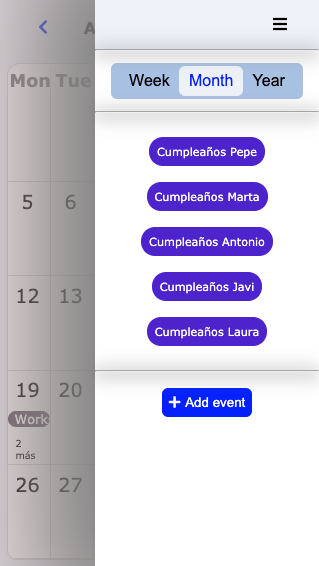 A
Week Month Year
Mon Tue
Cumpleaños Pepe
Cumpleaños Marta
5 6
Cumpleaños Antonio
Cumpleaños Javi
12 13
Cumpleaños Laura
19 20
Work
2
más
+ Add event
26 27